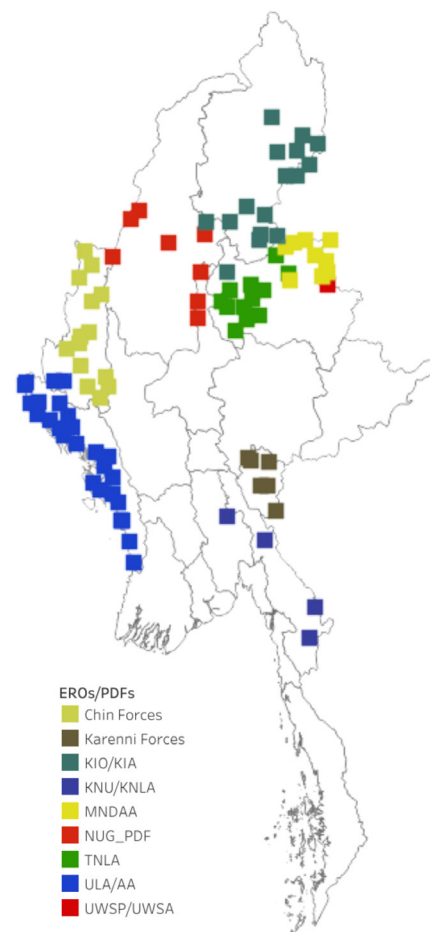 EROs/PDFs
Chin Forces
Karenni Forces
KIO/KIA
KNU/KNLA
MNDAA
NUG_PDF
TNLA
ULA/AA
UWSP/UWSA